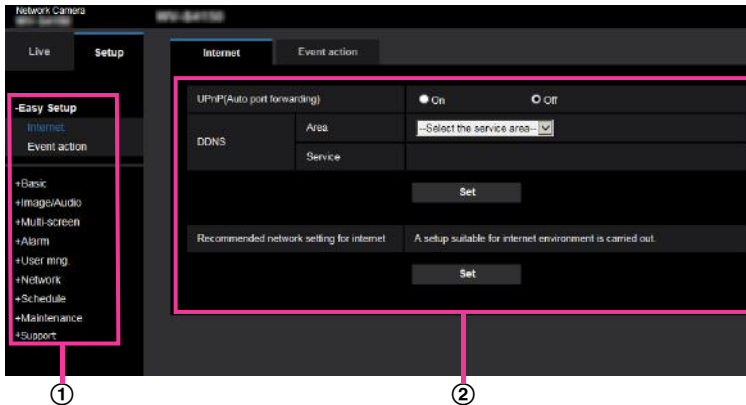 Network Camera
Live
Setup
Internet
Event action
-Easy Setup
Internet
Event action
+Basic
+Image/Audio
+Multi-screen
+Alarm
+User mng.
+Network
+Schedule
+Maintenance
+Support
UPnP(Auto port forwarding)
On
Off
DDNS
Area
--Select the service area--
Service
Set
Recommended network setting for internet
A setup suitable for internet environment is carried out.
Set
①
②